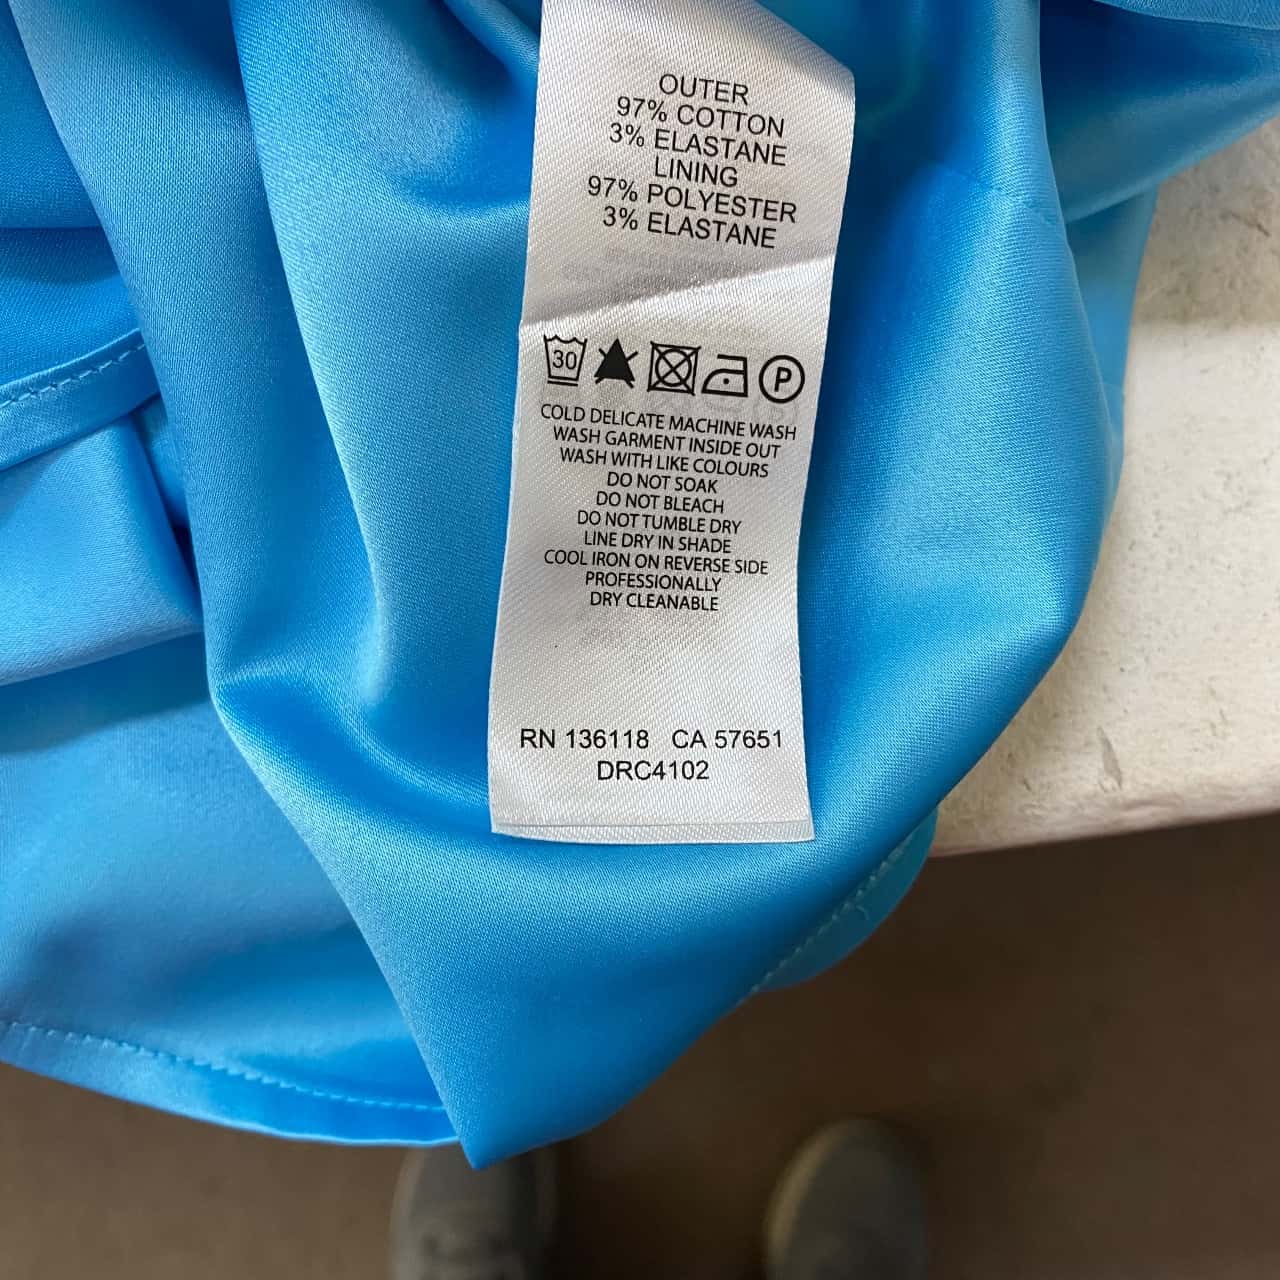 OUTER
97% COTTON
3% ELASTANE
LINING
97% POLYESTER
3% ELASTANE
30 P
COLD DELICATE MACHINE WASH
WASH GARMENT INSIDE OUT
WASH WITH LIKE COLOURS
DO NOT SOAK
DO NOT BLEACH
DO NOT TUMBLE DRY
LINE DRY IN SHADE
COOL IRON ON REVERSE SIDE
PROFESSIONALLY
DRY CLEANABLE
RN 136118 CA 57651
DRC4102